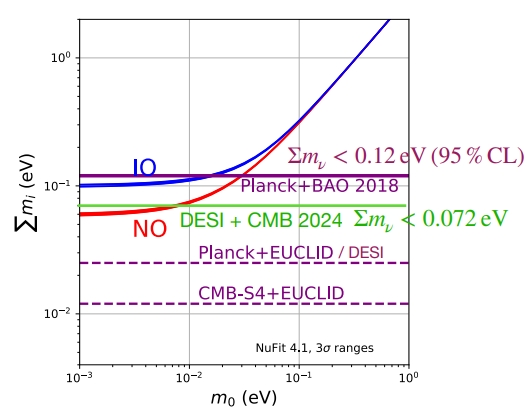 10⁰
10⁻¹
10⁻²
∑mᵢ (eV)
IO
NO
Σmᵥ < 0.12 eV (95 % CL)
Planck+BAO 2018
DESI + CMB 2024 Σmᵥ < 0.072 eV
Planck+EUCLID / DESI
CMB-S4+EUCLID
NuFit 4.1, 3σ ranges
10⁻³ 10⁻² 10⁻¹ 10⁰
m₀ (eV)